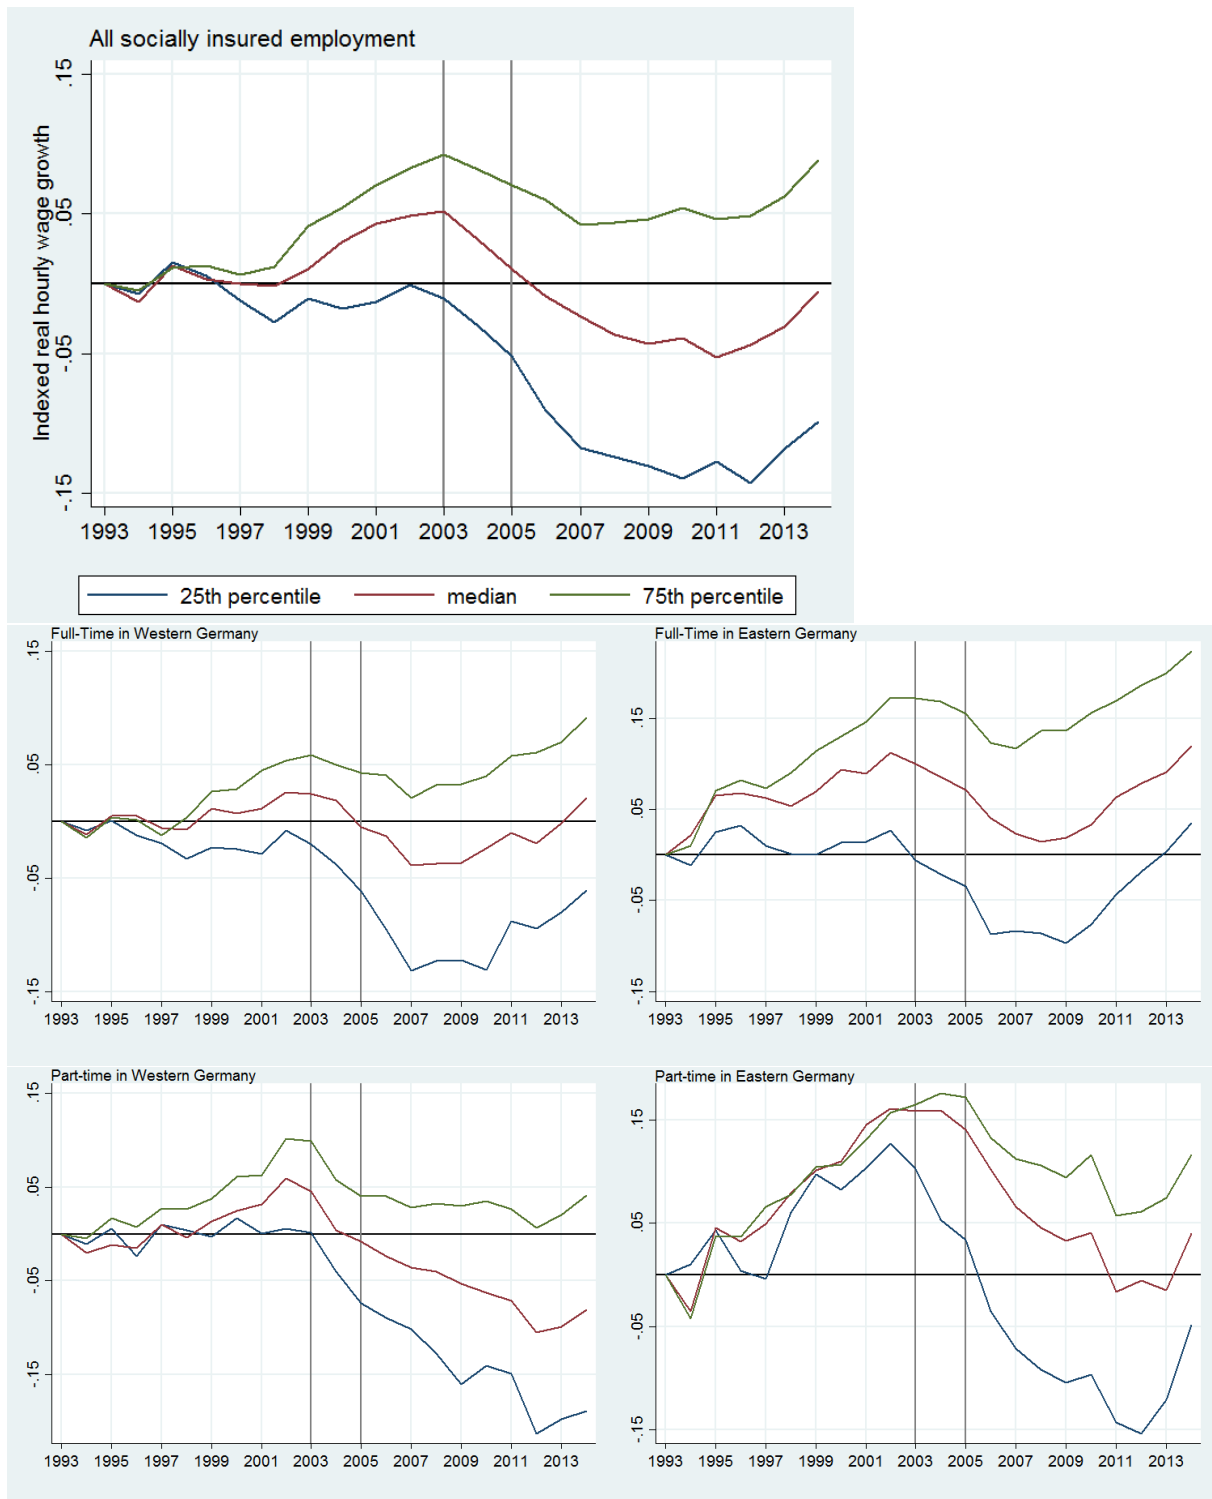 All socially insured employment
Indexed real hourly wage growth
.15
.05
-.05
-.15
1993 1995 1997 1999 2001 2003 2005 2007 2009 2011 2013
25th percentile median 75th percentile
Full-Time in Western Germany
.15
.05
-.05
-.15
1993 1995 1997 1999 2001 2003 2005 2007 2009 2011 2013
Full-Time in Eastern Germany
.15
.05
-.05
-.15
1993 1995 1997 1999 2001 2003 2005 2007 2009 2011 2013
Part-time in Western Germany
.15
.05
-.05
-.15
1993 1995 1997 1999 2001 2003 2005 2007 2009 2011 2013
Part-time in Eastern Germany
.15
.05
-.05
-.15
1993 1995 1997 1999 2001 2003 2005 2007 2009 2011 2013